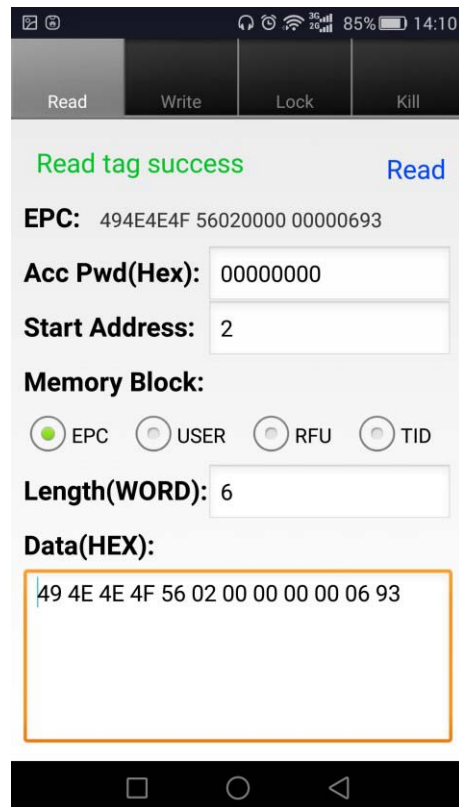 3G 2G 85% 14:10
Read Write Lock Kill
Read tag success Read
EPC: 494E4E4F 56020000 00000693
Acc Pwd(Hex): 00000000
Start Address: 2
Memory Block:
EPC USER RFU TID
Length(WORD): 6
Data(HEX):
49 4E 4E 4F 56 02 00 00 00 00 06 93